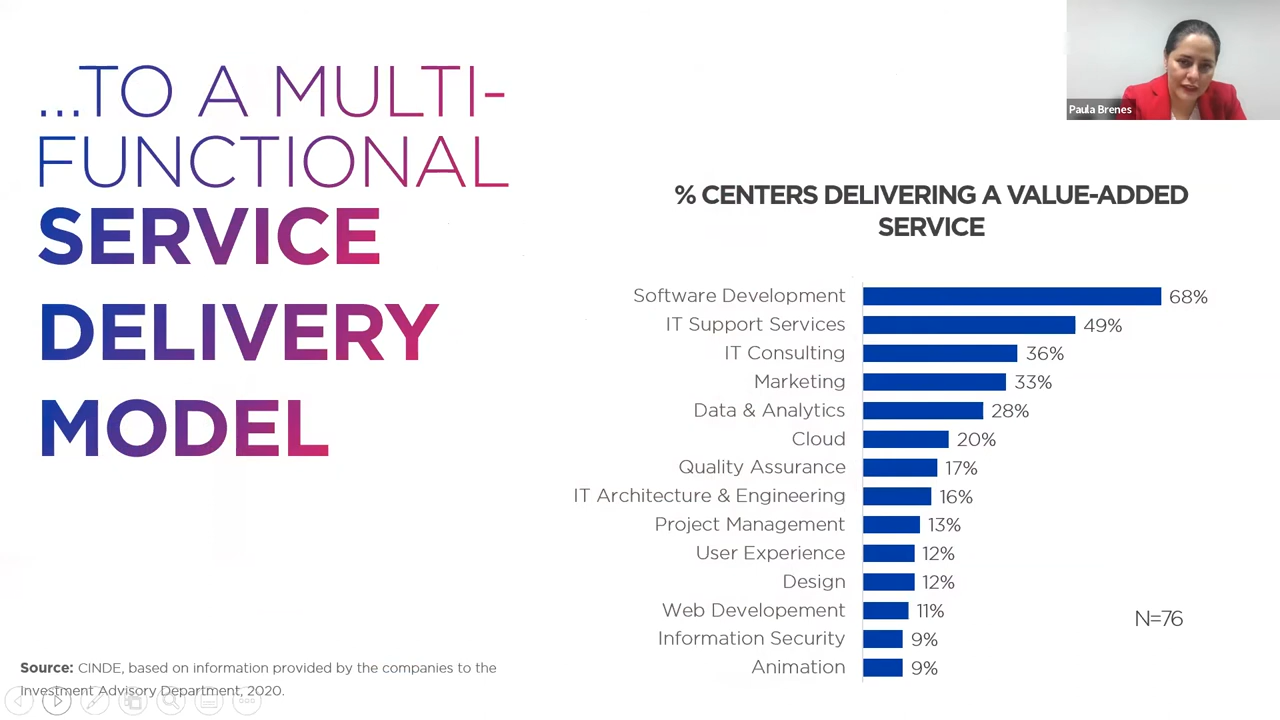 ...TO A MULTI-
FUNCTIONAL
SERVICE
DELIVERY
MODEL
Paula Brenes
% CENTERS DELIVERING A VALUE-ADDED
SERVICE
Software Development 68%
IT Support Services 49%
IT Consulting 36%
Marketing 33%
Data & Analytics 28%
Cloud 20%
Quality Assurance 17%
IT Architecture & Engineering 16%
Project Management 13%
User Experience 12%
Design 12%
Web Developement 11%
Information Security 9%
Animation 9%
N=76
Source: CINDE, based on information provided by the companies to the
Investment Advisory Department, 2020.